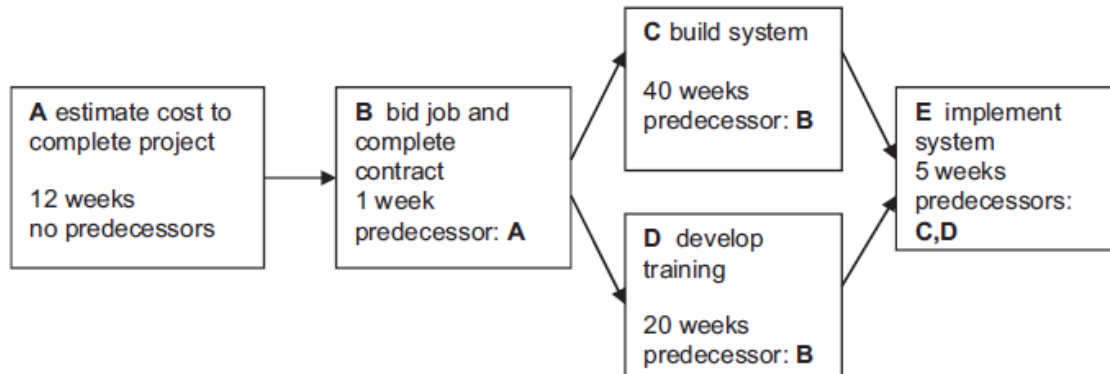 A estimate cost to
complete project
12 weeks
no predecessors
B bid job and
complete
contract
1 week
predecessor: A
C build system
40 weeks
predecessor: B
D develop
training
20 weeks
predecessor: B
E implement
system
5 weeks
predecessors:
C,D